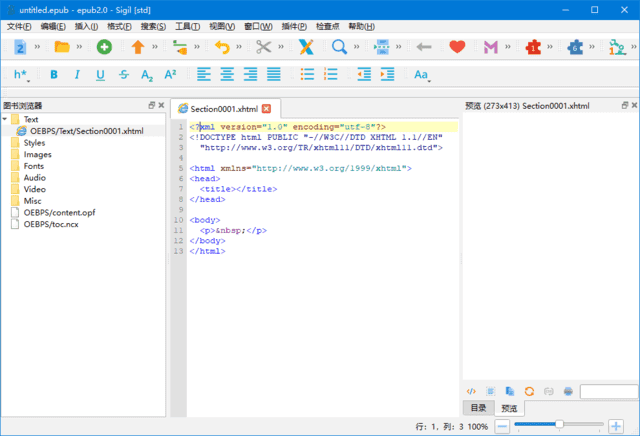 untitled.epub - epub2.0 - Sigil [std]
文件(F) 编辑(E) 插入(I) 格式(F) 搜索(S) 工具(T) 视图(V) 窗口(W) 插件(P) 检查点 帮助(H)
2 M 1 6
h* B I U S A₂ A² Aa
图书浏览器
Text
OEBPS/Text/Section0001.xhtml
Styles
Images
Fonts
Audio
Video
Misc
OEBPS/content.opf
OEBPS/toc.ncx
Section0001.xhtml
1 <?xml version="1.0" encoding="utf-8"?>
2 <!DOCTYPE html PUBLIC "-//W3C//DTD XHTML 1.1//EN"
3 "http://www.w3.org/TR/xhtml11/DTD/xhtml11.dtd">
4
5 <html xmlns="http://www.w3.org/1999/xhtml">
6 <head>
7 <title></title>
8 </head>
9
10 <body>
11 <p>&nbsp;</p>
12 </body>
13 </html>
预览 (273x413) Section0001.xhtml
目录 预览
行: 1, 列: 3 100%